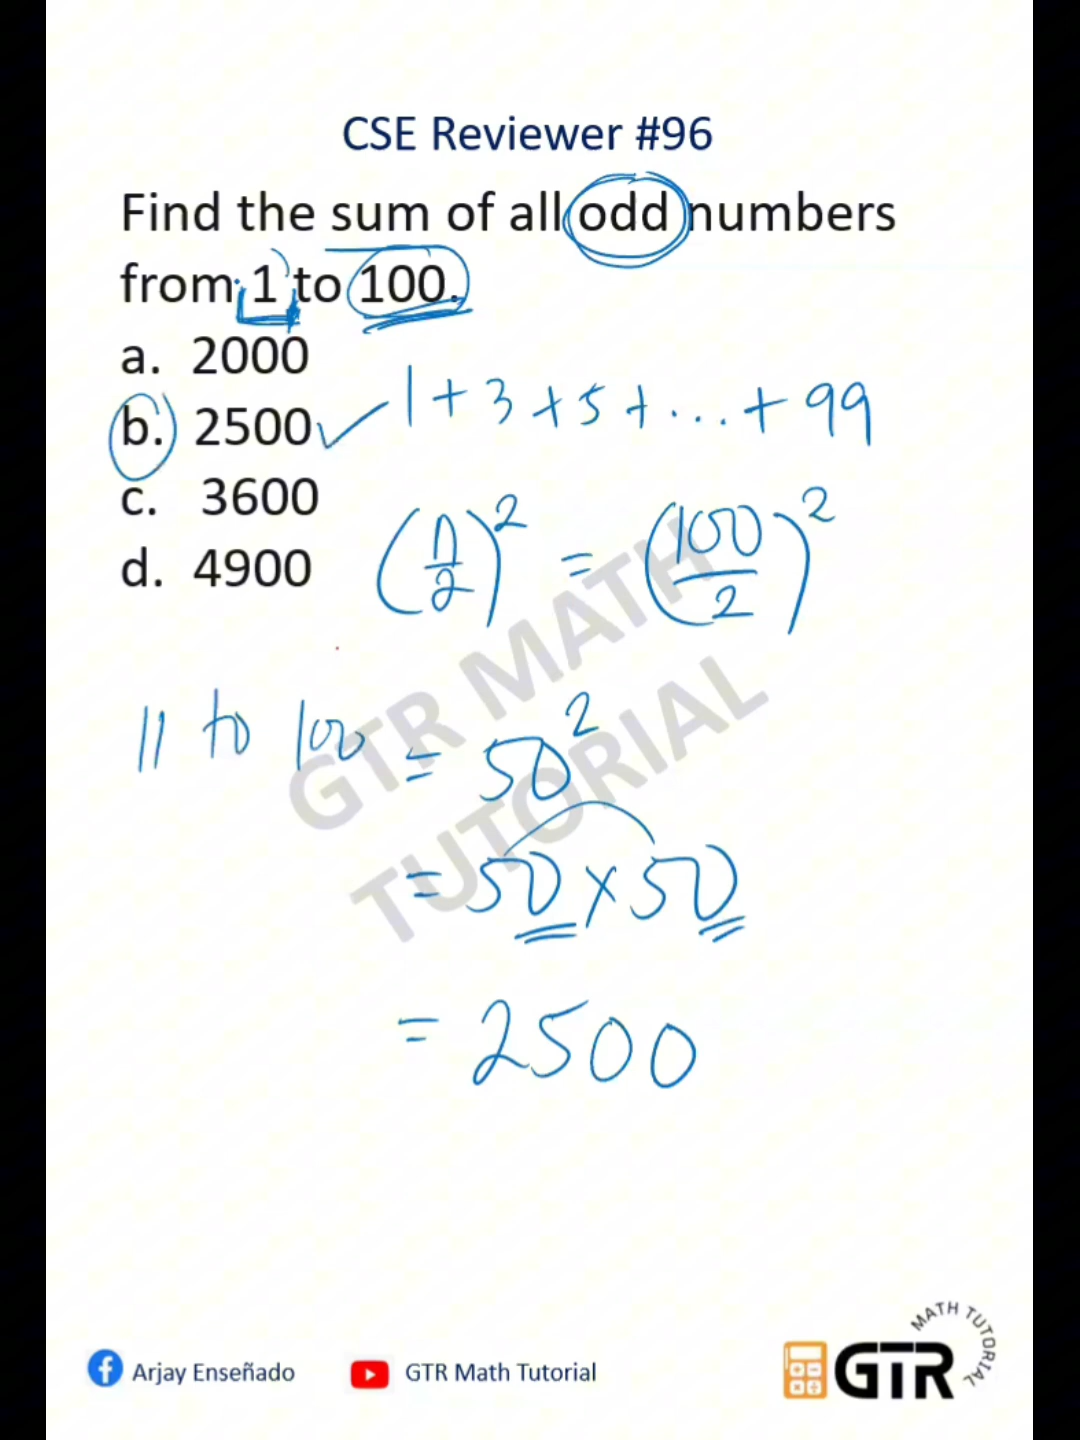 CSE Reviewer #96
Find the sum of all odd numbers
from 1 to 100.
a. 2000
1 + 3 + 5 + ... + 99
b. 2500
c. 3600
d. 4900
(n/2)² = (100/2)²
11 to 100 = 50²
= 50 x 50
= 2500
GTR MATH
TUTORIAL
Arjay Enseñado
GTR Math Tutorial
GTR
MATH TUTORIAL